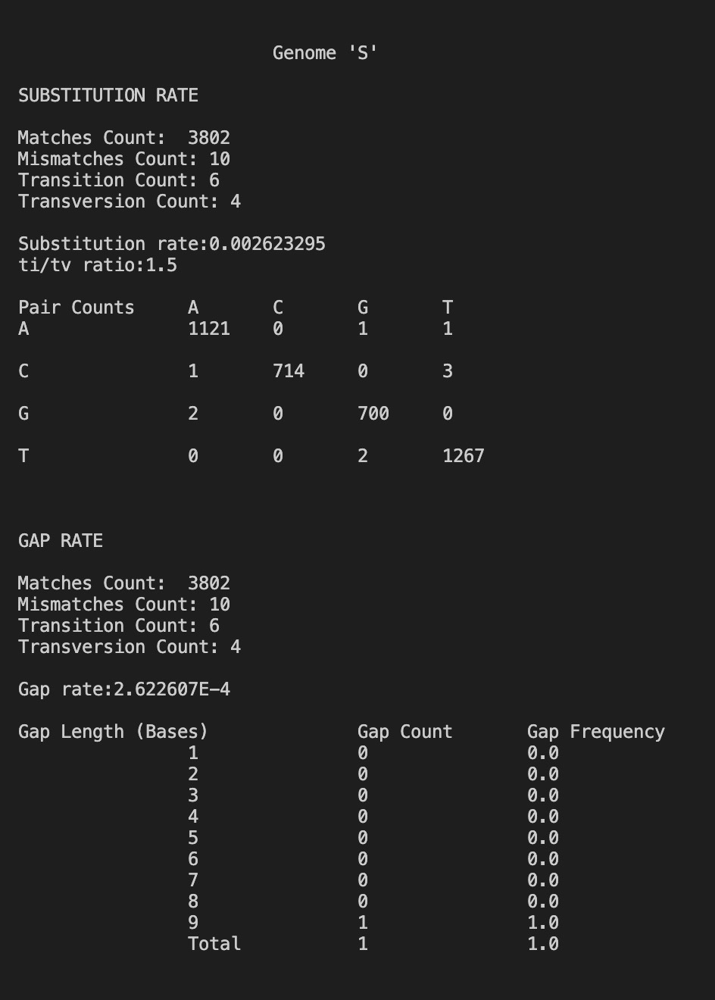 Genome 'S'
SUBSTITUTION RATE
Matches Count:  3802
Mismatches Count: 10
Transition Count: 6
Transversion Count: 4
Substitution rate:0.002623295
ti/tv ratio:1.5
Pair Counts     A       C       G       T
A               1121    0       1       1
C               1       714     0       3
G               2       0       700     0
T               0       0       2       1267
GAP RATE
Matches Count:  3802
Mismatches Count: 10
Transition Count: 6
Transversion Count: 4
Gap rate:2.622607E-4
Gap Length (Bases)              Gap Count       Gap Frequency
                1               0               0.0
                2               0               0.0
                3               0               0.0
                4               0               0.0
                5               0               0.0
                6               0               0.0
                7               0               0.0
                8               0               0.0
                9               1               1.0
                Total           1               1.0